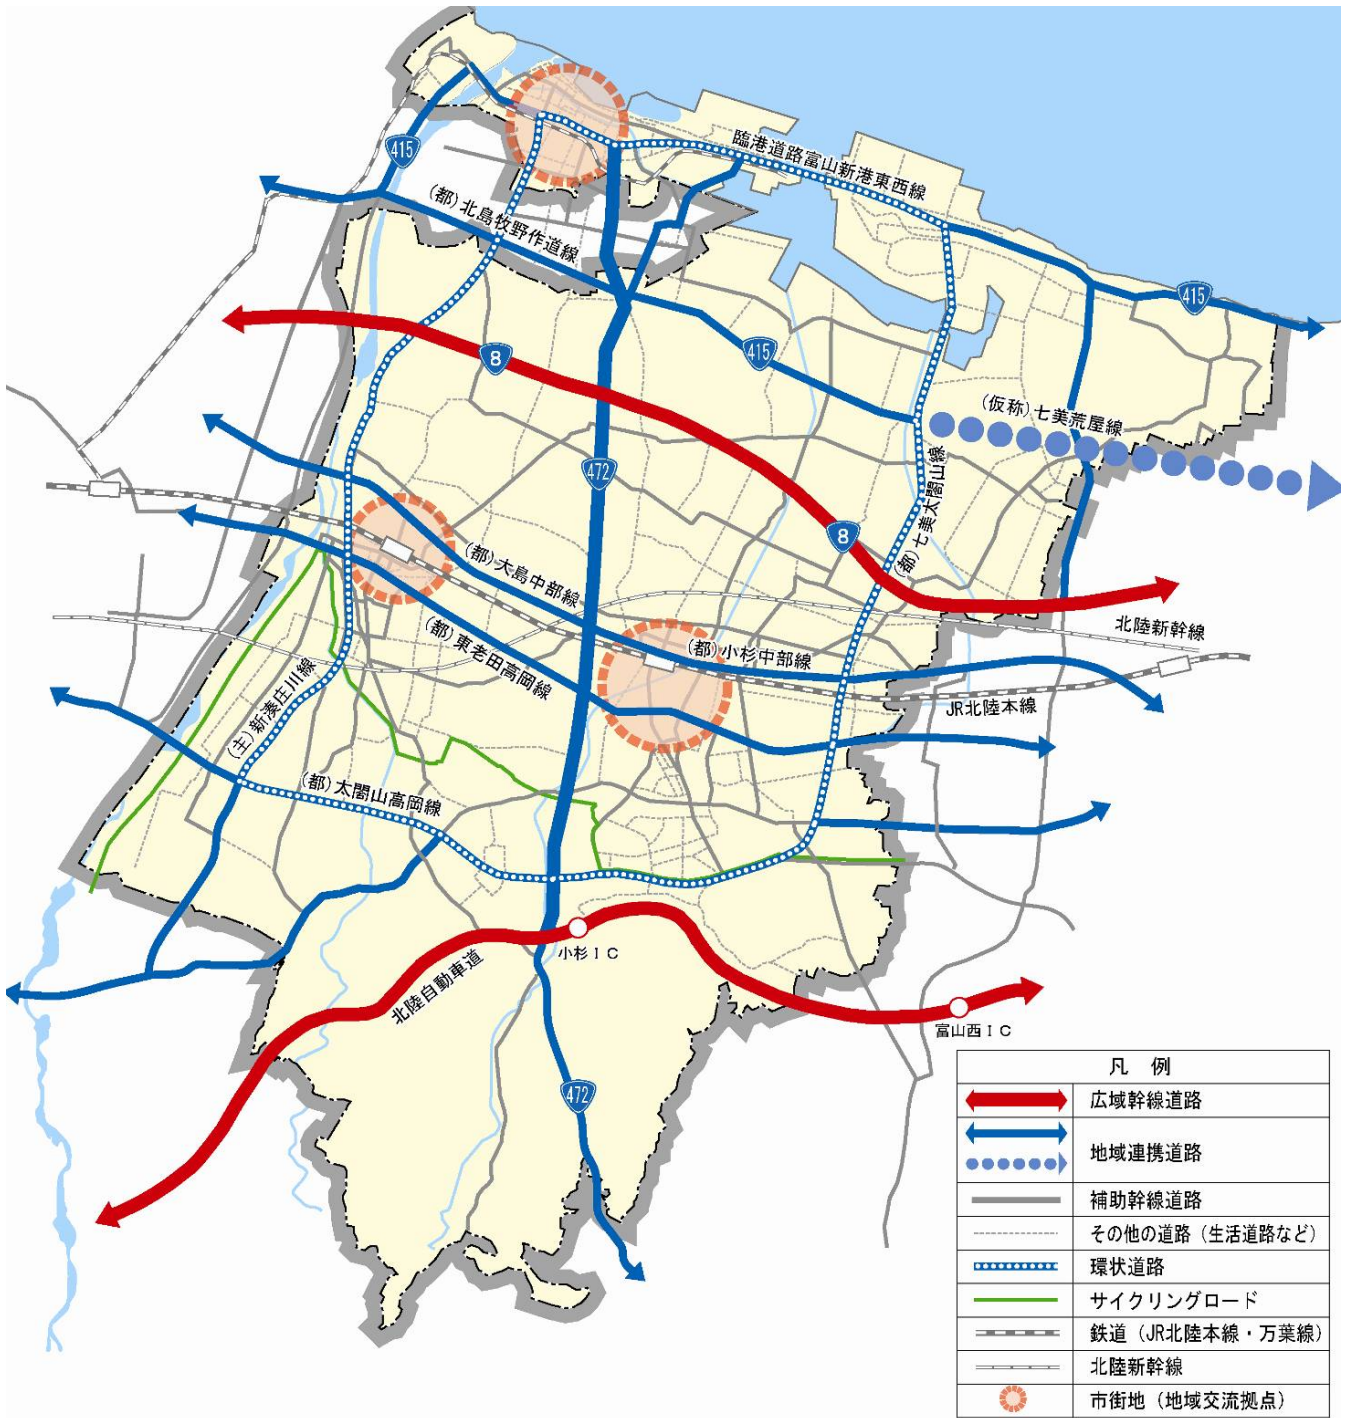 臨港道路富山新港東西線
415
(都)北島牧野作道線
415
8
415
(仮称)七美荒屋線
472
(都)七美太閤山線
8
(都)大島中部線
北陸新幹線
(都)東老田高岡線
(都)小杉中部線
JR北陸本線
(主)新湊庄川線
(都)太閤山高岡線
小杉IC
北陸自動車道
富山西IC
472
凡 例
広域幹線道路
地域連携道路
補助幹線道路
その他の道路(生活道路など)
環状道路
サイクリングロード
鉄道(JR北陸本線・万葉線)
北陸新幹線
市街地(地域交流拠点)